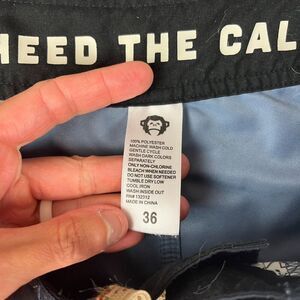 HEED THE CAL
100% POLYESTER
MACHINE WASH COLD
GENTLE CYCLE
WASH DARK COLORS
SEPARATELY
ONLY NON-CHLORINE
BLEACH WHEN NEEDED
DO NOT USE SOFTENER
TUMBLE DRY LOW
COOL IRON
WASH INSIDE OUT
RN# 132312
MADE IN CHINA
36